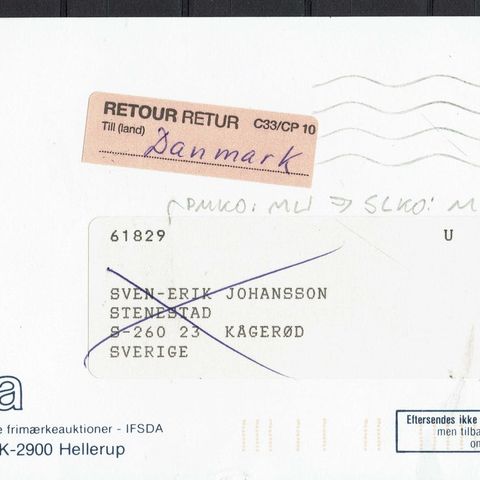 RETOUR RETUR C33/CP 10
Till (land) Danmark
PMKO: MLI → SLKO: M
61829 U
SVEN-ERIK JOHANSSON
STENESTAD
S-260 23 KÅGERØD
SVERIGE
a
e frimærkeauktioner - IFSDA
K-2900 Hellerup
Eftersendes ikke
men tilba
om